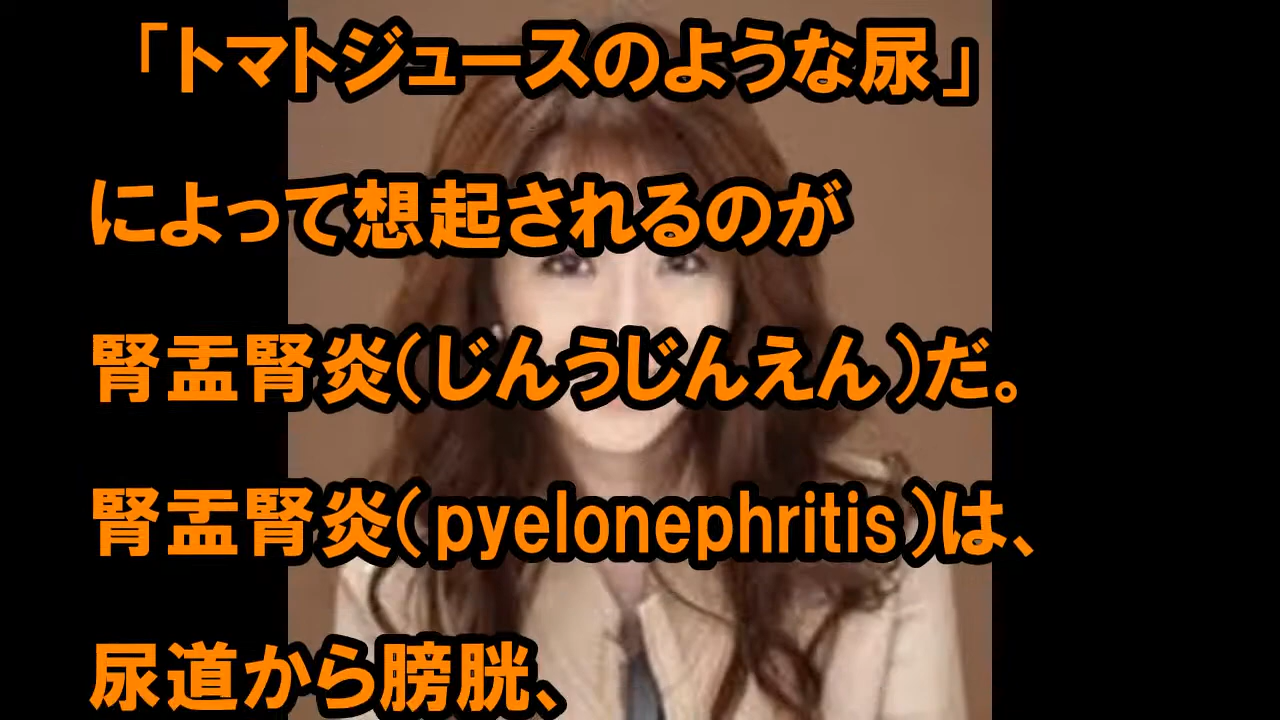 「トマトジュースのような尿」
によって想起されるのが
腎盂腎炎(じんうじんえん)だ。
腎盂腎炎(pyelonephritis)は、
尿道から膀胱、